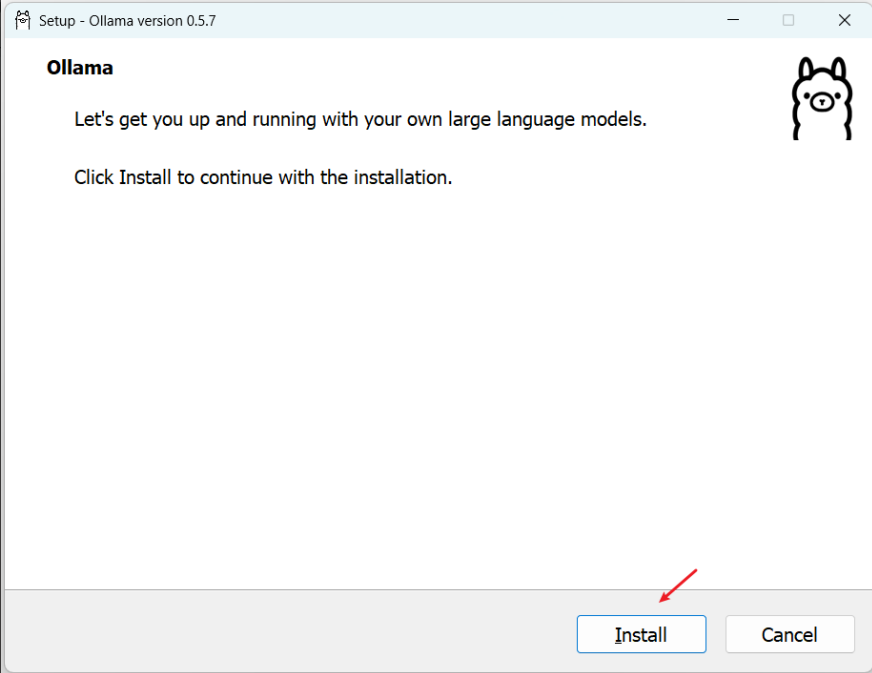 Setup - Ollama version 0.5.7
Ollama
Let's get you up and running with your own large language models.
Click Install to continue with the installation.
Install
Cancel